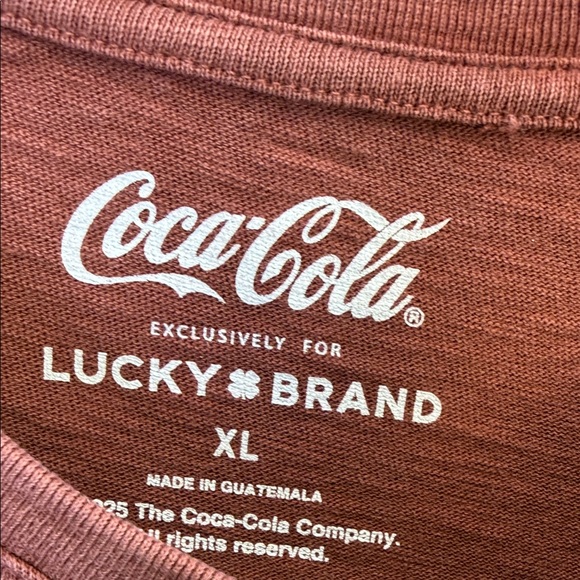 Coca-Cola®
EXCLUSIVELY FOR
LUCKY BRAND
XL
MADE IN GUATEMALA
The Coca-Cola Company.
rights reserved.